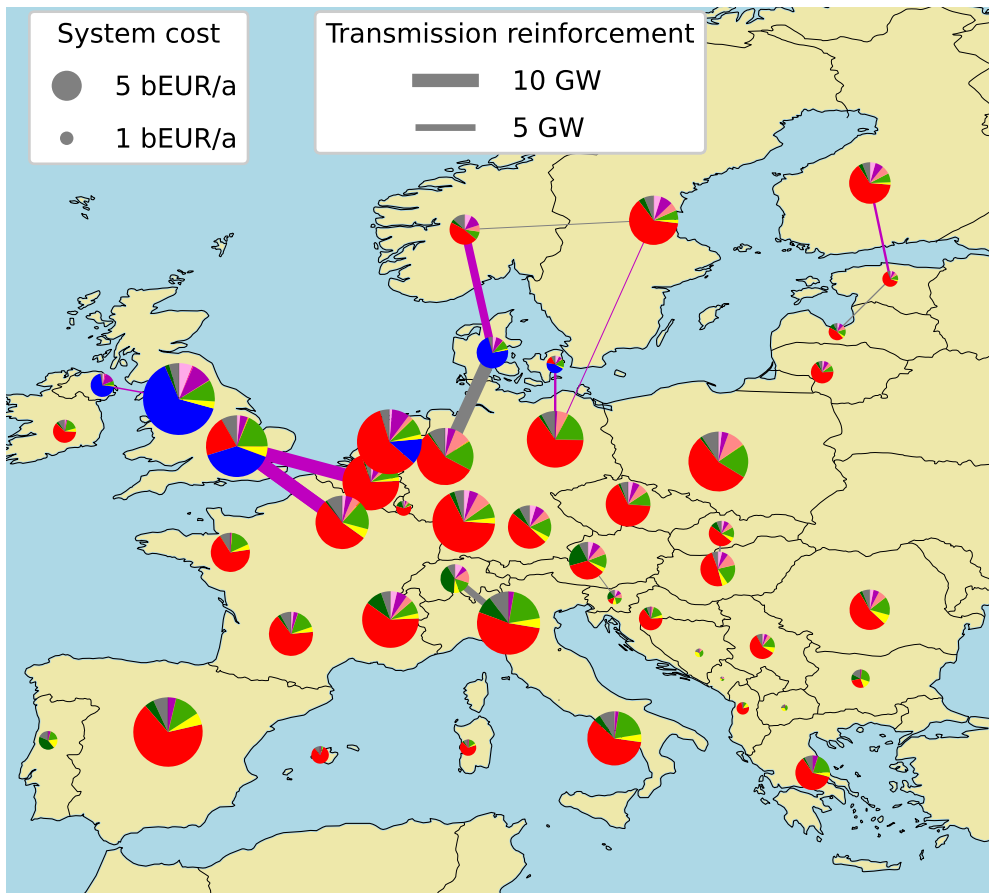 System cost
5 bEUR/a
1 bEUR/a
Transmission reinforcement
10 GW
5 GW